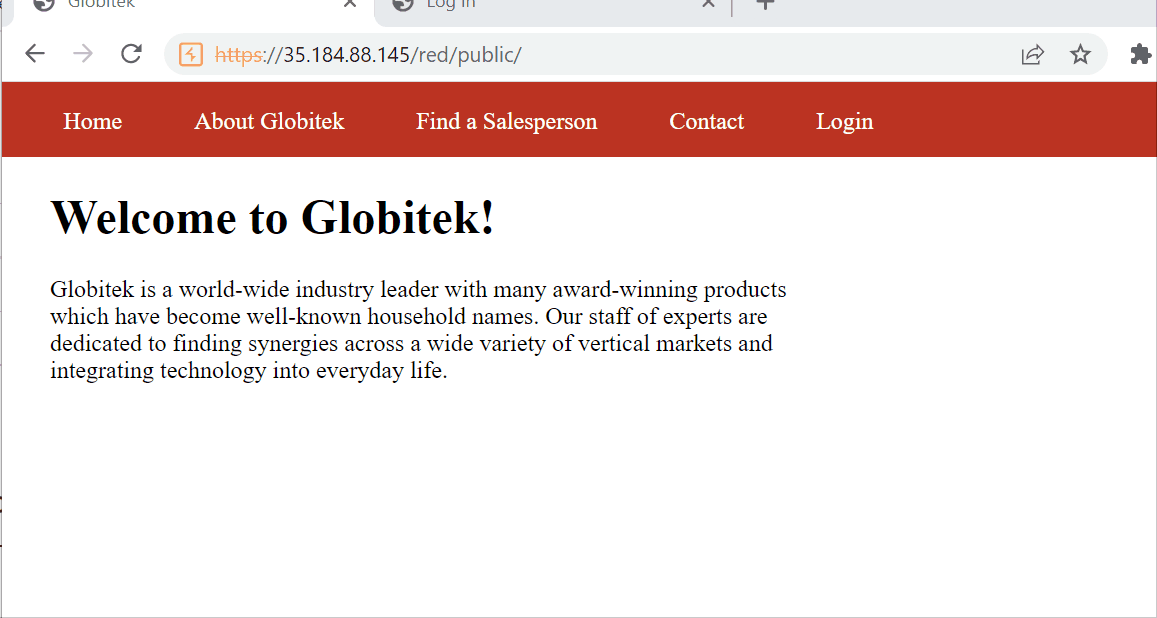 Globitek Log In
https://35.184.88.145/red/public/
Home About Globitek Find a Salesperson Contact Login
Welcome to Globitek!
Globitek is a world-wide industry leader with many award-winning products
which have become well-known household names. Our staff of experts are
dedicated to finding synergies across a wide variety of vertical markets and
integrating technology into everyday life.